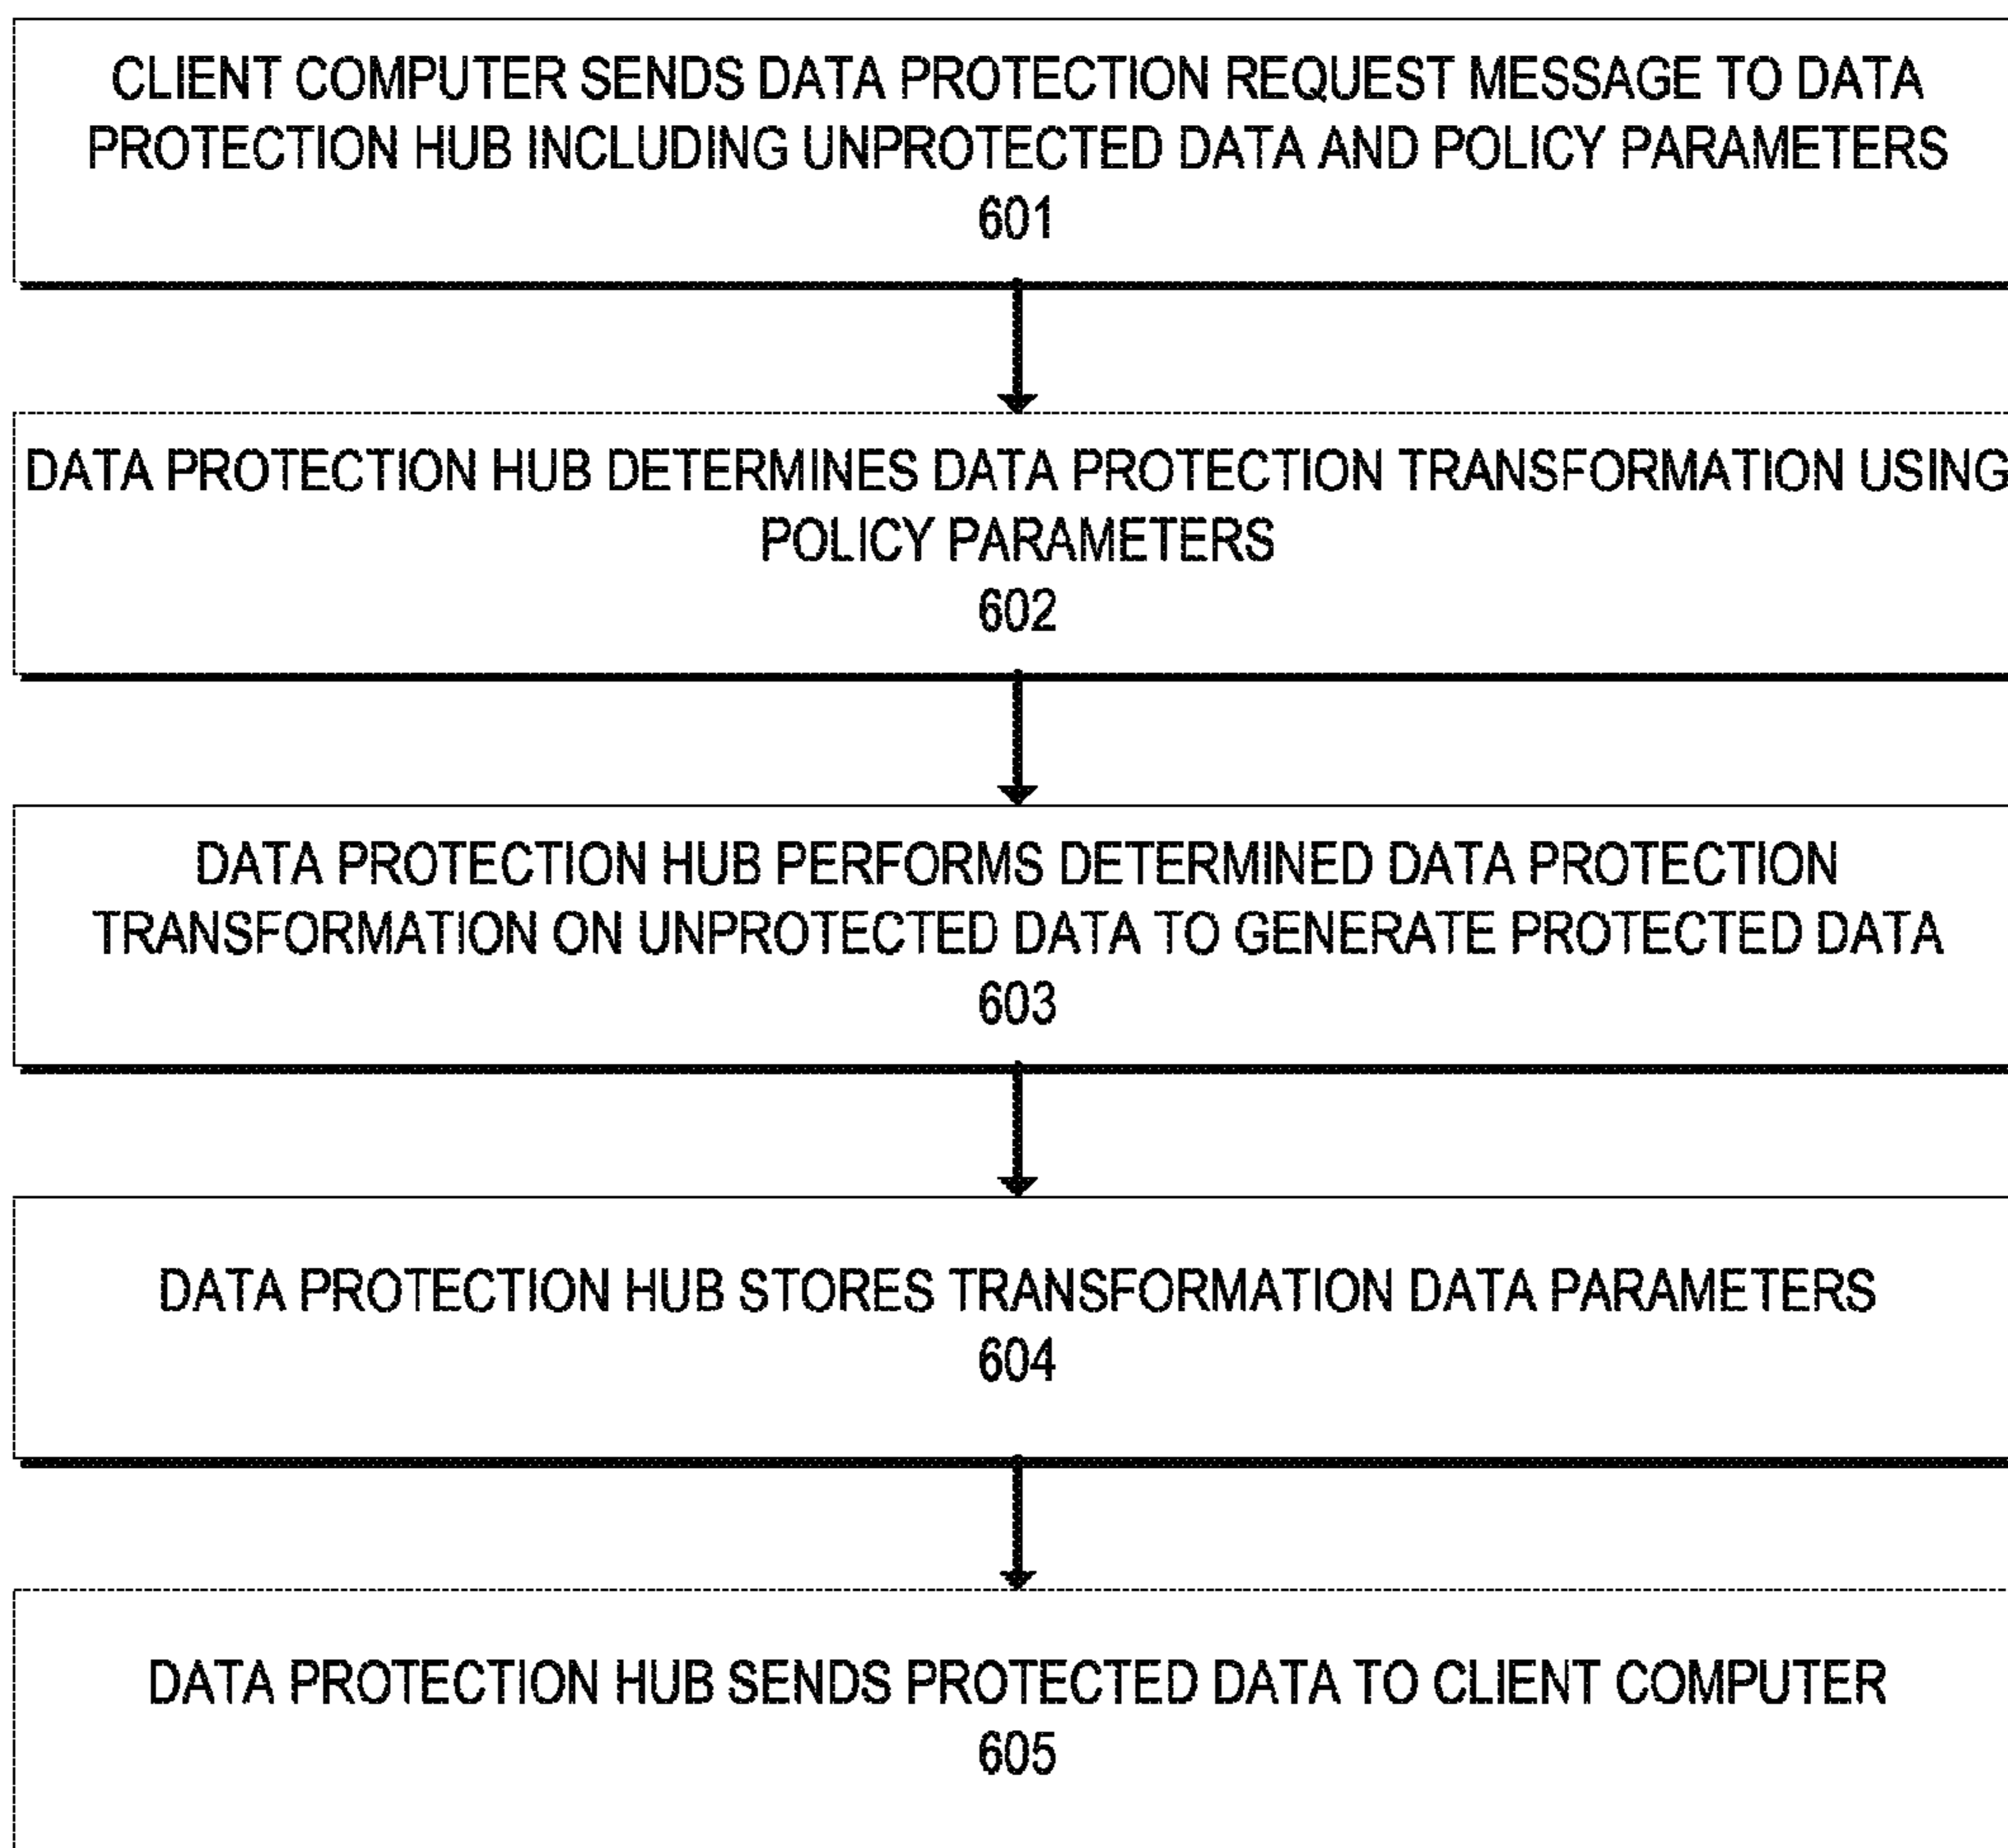 CLIENT COMPUTER SENDS DATA PROTECTION REQUEST MESSAGE TO DATA
PROTECTION HUB INCLUDING UNPROTECTED DATA AND POLICY PARAMETERS
601
DATA PROTECTION HUB DETERMINES DATA PROTECTION TRANSFORMATION USING
POLICY PARAMETERS
602
DATA PROTECTION HUB PERFORMS DETERMINED DATA PROTECTION
TRANSFORMATION ON UNPROTECTED DATA TO GENERATE PROTECTED DATA
603
DATA PROTECTION HUB STORES TRANSFORMATION DATA PARAMETERS
604
DATA PROTECTION HUB SENDS PROTECTED DATA TO CLIENT COMPUTER
605